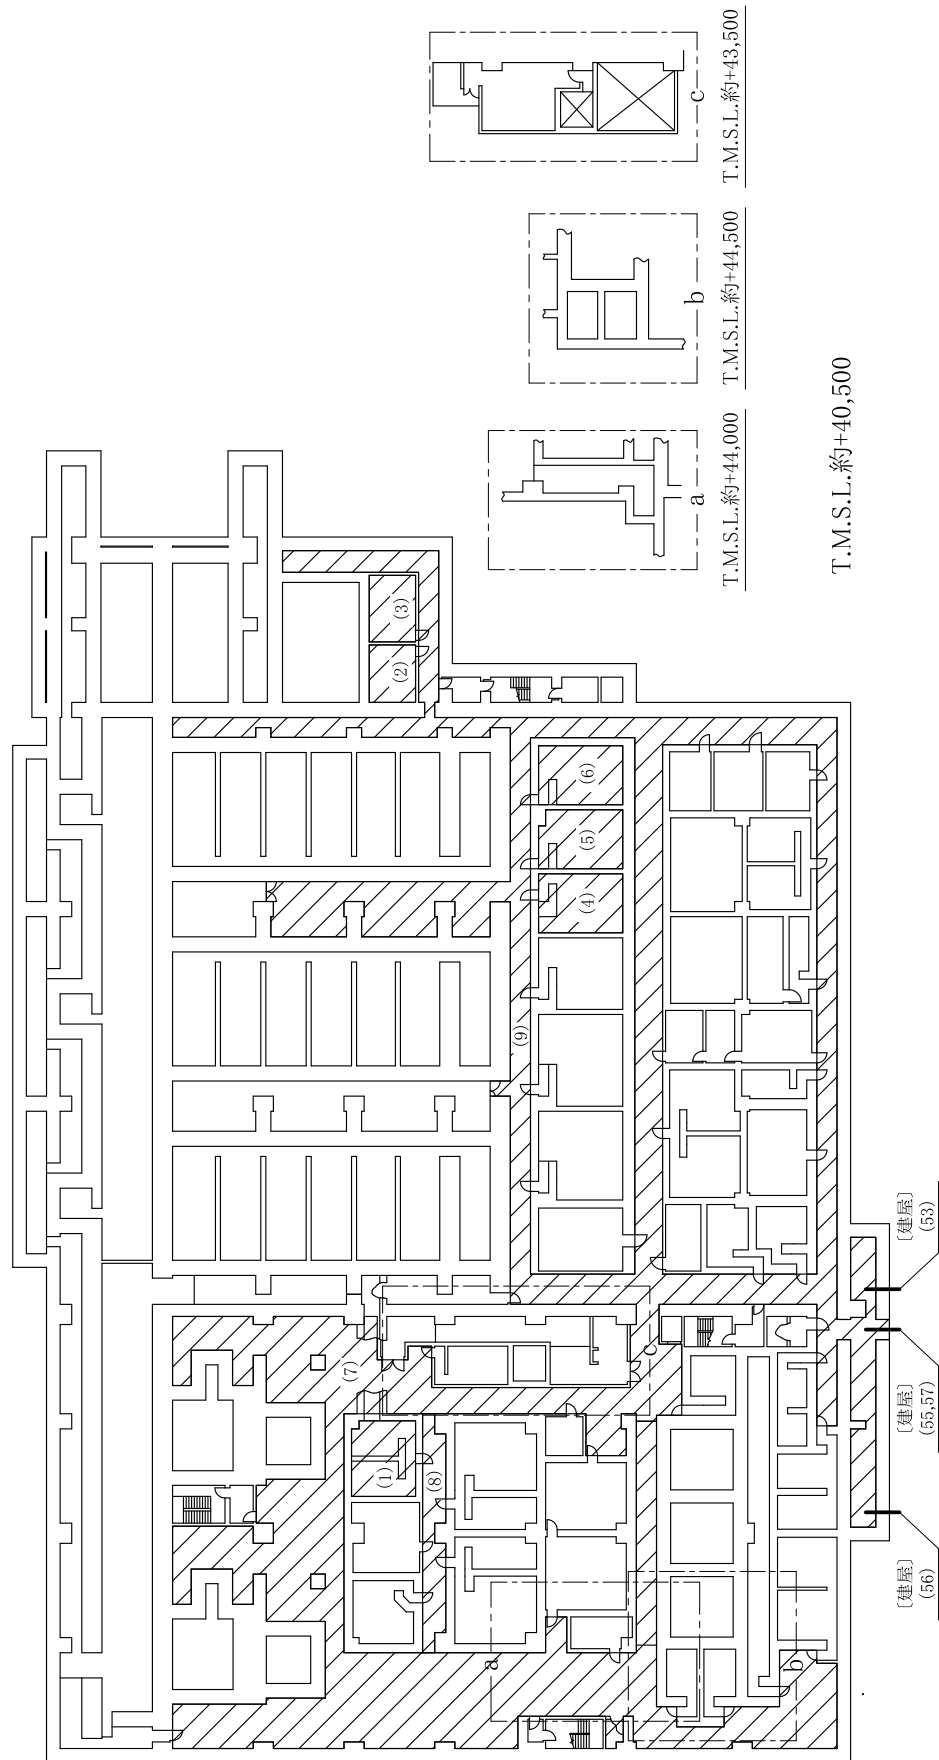 c
T.M.S.L.約+43,500
b
T.M.S.L.約+44,500
a
T.M.S.L.約+44,000
T.M.S.L.約+40,500
(3)
(2)
(6)
(5)
(4)
(9)
(7)
(1)
(8)
c
a
b
〔建屋〕
(53)
〔建屋〕
(55,57)
〔建屋〕
(56)